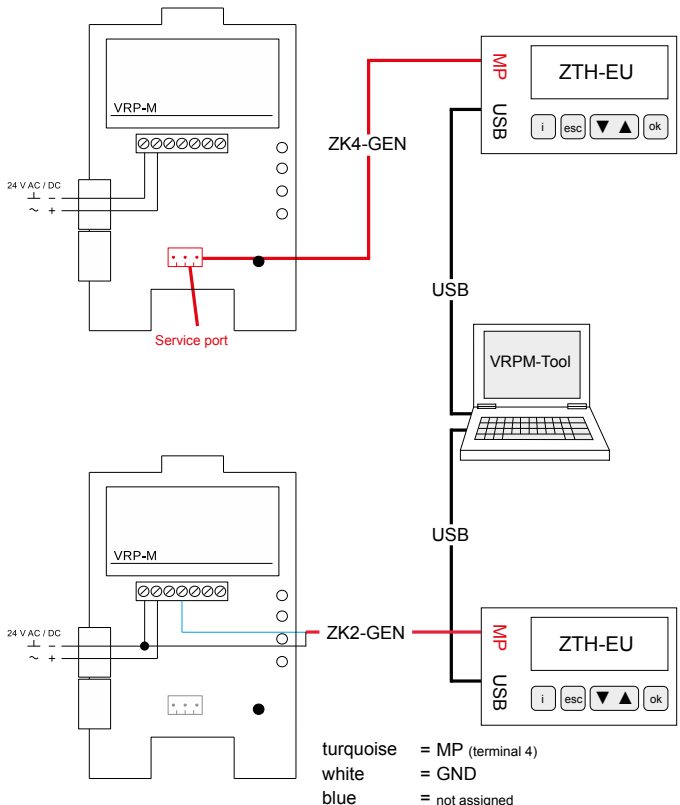 VRP-M
24 V AC / DC
⊥ -
~ +
Service port
ZK4-GEN
MP
USB
ZTH-EU
i esc ▼ ▲ ok
USB
VRPM-Tool
USB
VRP-M
24 V AC / DC
⊥ -
~ +
ZK2-GEN
MP
USB
ZTH-EU
i esc ▼ ▲ ok
turquoise = MP (terminal 4)
white = GND
blue = not assigned